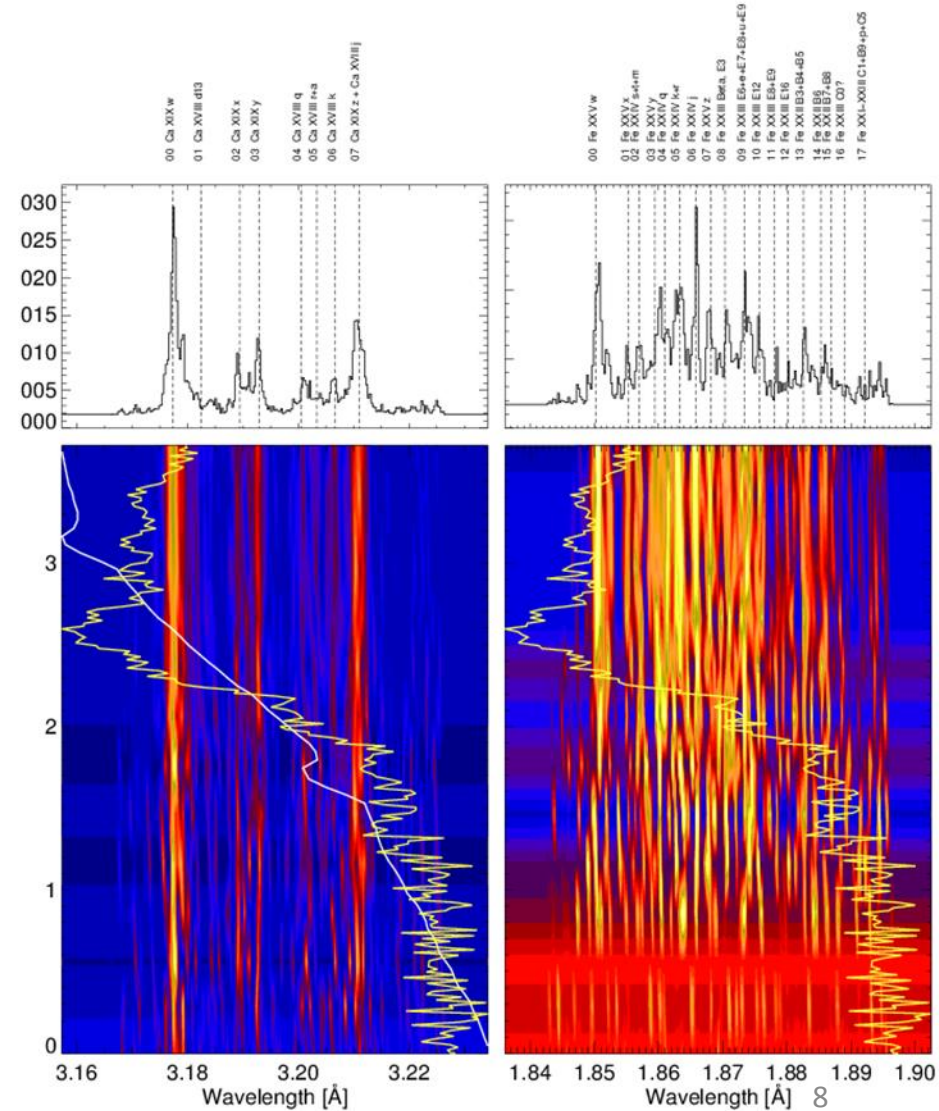 00 Ca XIX w
01 Ca XVIII d13
02 Ca XIX x
03 Ca XIX y
04 Ca XVIII q
05 Ca XVIII r+a
06 Ca XVIII k
07 Ca XIX z + Ca XVIII j
00 Fe XXV w
01 Fe XXV x
02 Fe XXIV s+t+m
03 Fe XXV y
04 Fe XXIV q
05 Fe XXIV k+r
06 Fe XXIV j
07 Fe XXV z
08 Fe XXIII Beta, E3
09 Fe XXIII E6+e+E7+E8+u+E9
10 Fe XXIII E12
11 Fe XXIII E8+E9
12 Fe XXIII E16
13 Fe XXII B3+B4+B5
14 Fe XXII B6
15 Fe XXII B7+B8
16 Fe XXIII C0?
17 Fe XXI-XXIII C1+B9+p+C5
030
025
020
015
010
005
000
3
2
1
0
3.16 3.18 3.20 3.22
Wavelength [Å]
1.84 1.85 1.86 1.87 1.88 1.89 1.90
Wavelength [Å]
8